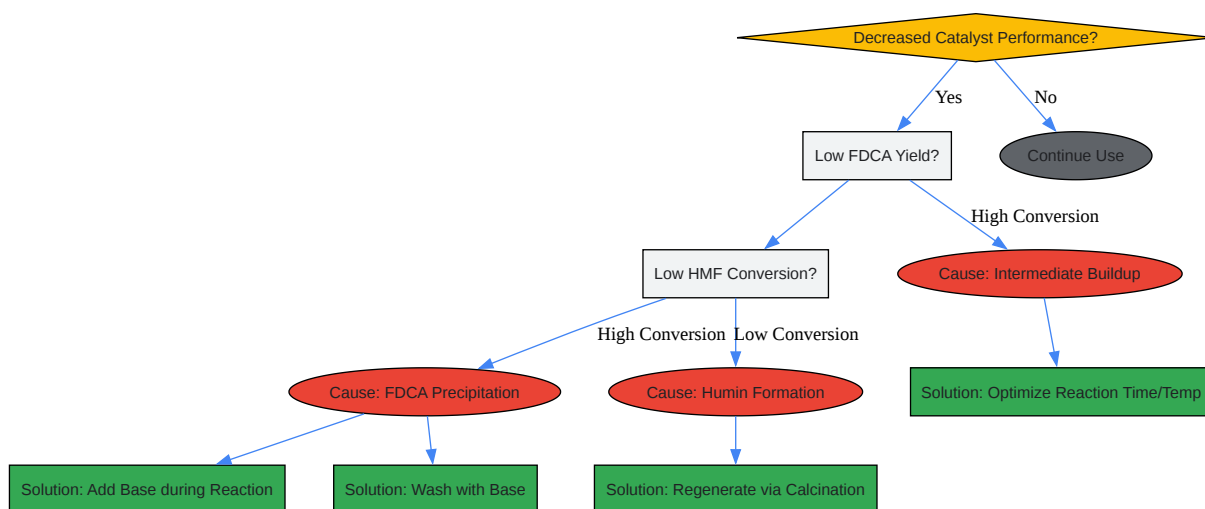 Decreased Catalyst Performance?
Yes
No
Low FDCA Yield?
Continue Use
High Conversion
Low HMF Conversion?
Cause: Intermediate Buildup
High Conversion
Low Conversion
Cause: FDCA Precipitation
Cause: Humin Formation
Solution: Optimize Reaction Time/Temp
Solution: Add Base during Reaction
Solution: Wash with Base
Solution: Regenerate via Calcination